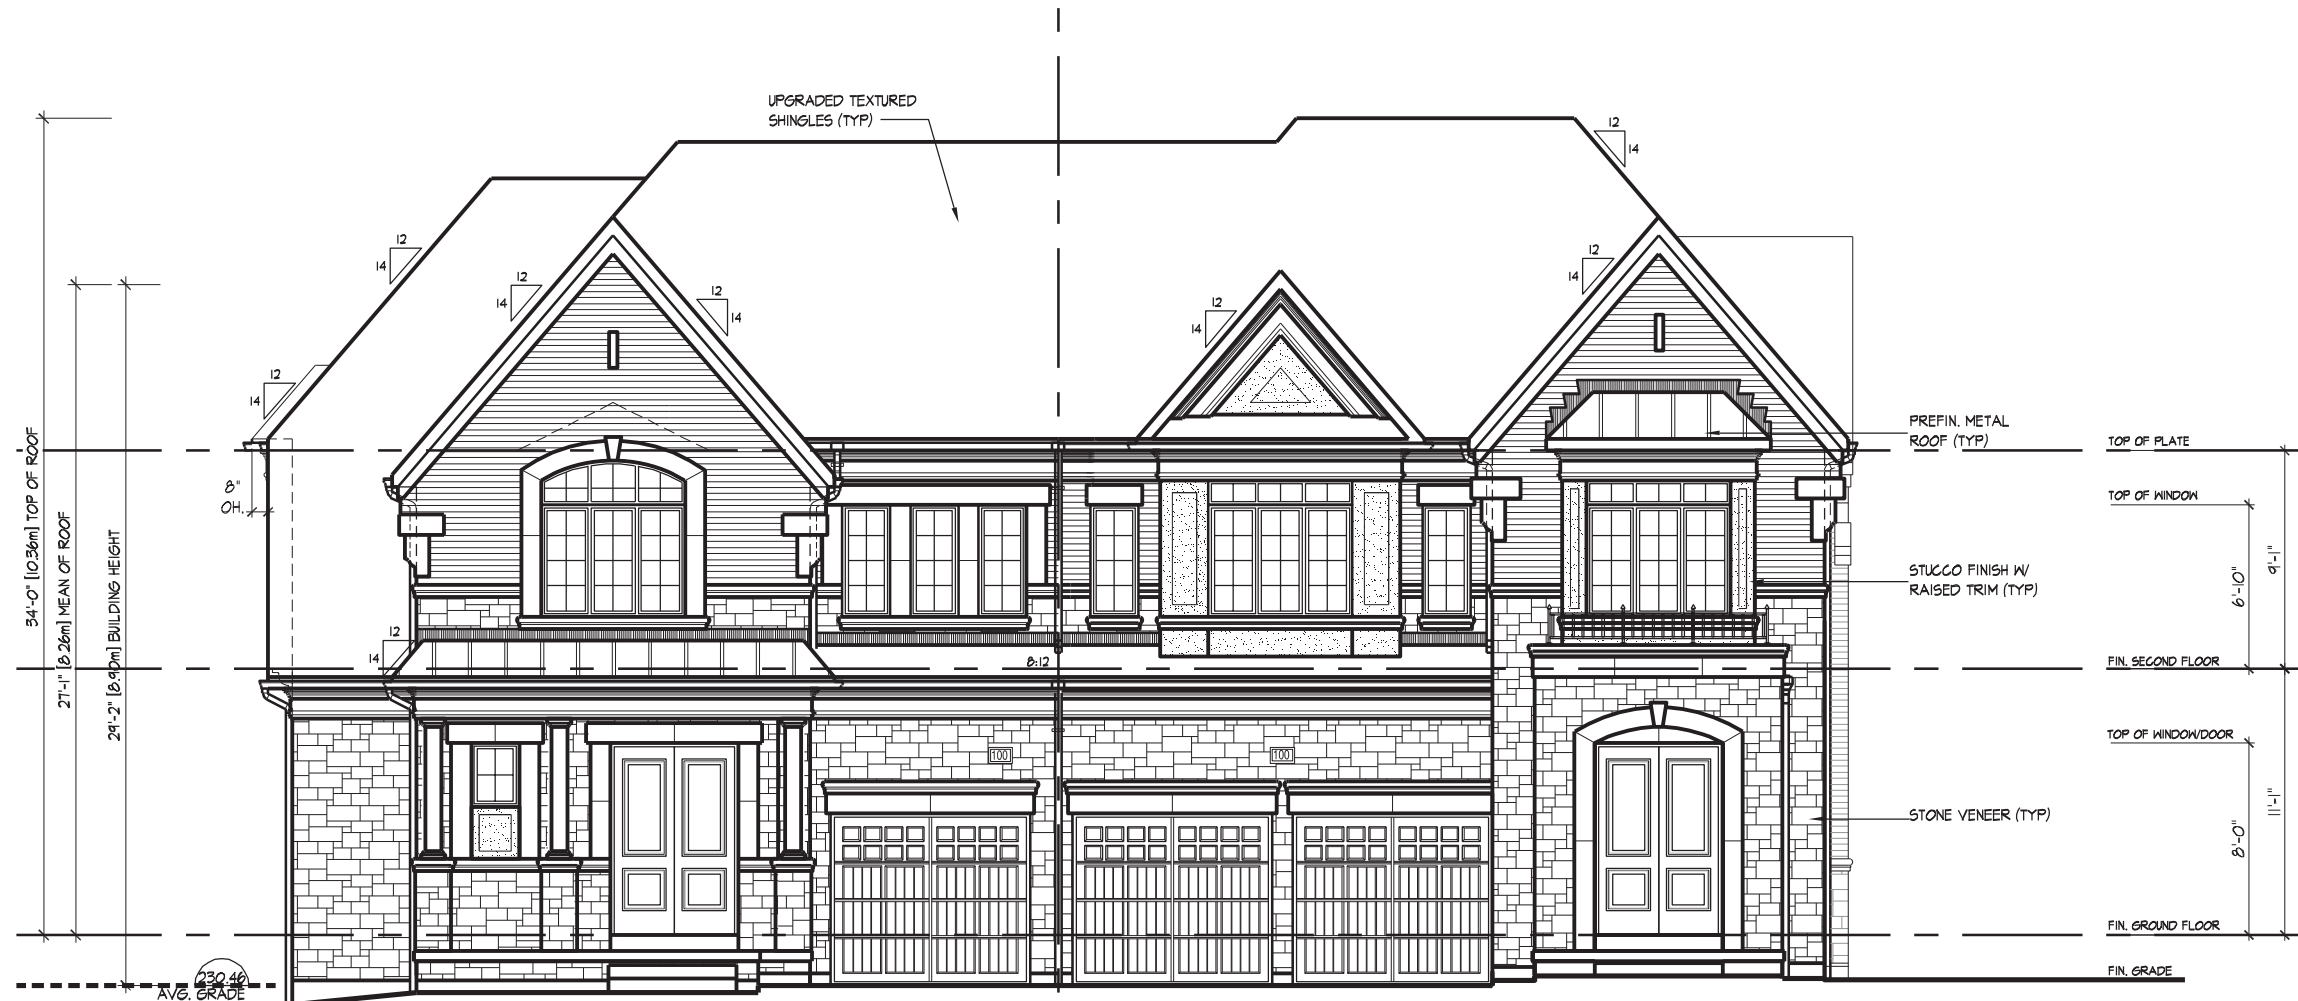 UPGRADED TEXTURED
SHINGLES (TYP)
12
14
12
14
12
14
12
14
12
14
12
14
12
14
12
14
8"
OH.
34'-0" [10.36m] TOP OF ROOF
27'-1" [8.26m] MEAN OF ROOF
29'-2" [8.90m] BUILDING HEIGHT
PREFIN. METAL
ROOF (TYP)
TOP OF PLATE
TOP OF WINDOW
9'-1"
6'-10"
STUCCO FINISH W/
RAISED TRIM (TYP)
8:12
FIN. SECOND FLOOR
TOP OF WINDOW/DOOR
100
100
11'-1"
8'-0"
STONE VENEER (TYP)
FIN. GROUND FLOOR
FIN. GRADE
230.46
AVG. GRADE